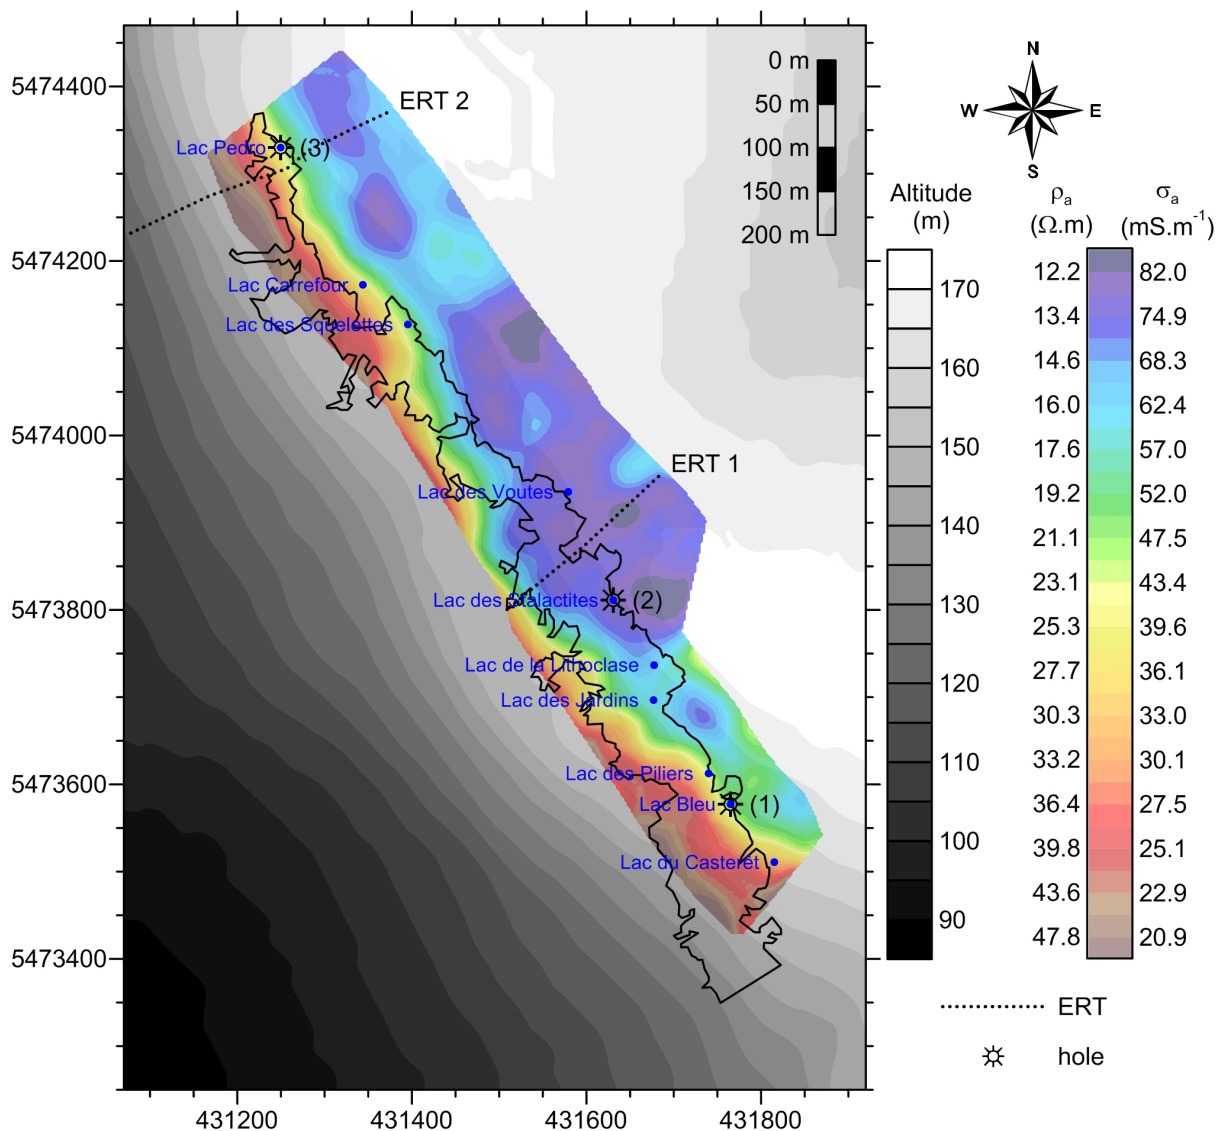 5474400
5474200
5474000
5473800
5473600
5473400
431200
431400
431600
431800
ERT 2
Lac Pedro
(3)
Lac Carrefour
Lac des Squelettes
ERT 1
Lac des Voutes
Lac des Stalactites
(2)
Lac de la Lithoclase
Lac des Jardins
Lac des Piliers
Lac Bleu
(1)
Lac du Casteret
0 m
50 m
100 m
150 m
200 m
N
W
E
S
Altitude
(m)
170
160
150
140
130
120
110
100
90
ρa
(Ω.m)
12.2
13.4
14.6
16.0
17.6
19.2
21.1
23.1
25.3
27.7
30.3
33.2
36.4
39.8
43.6
47.8
σa
(mS.m-1)
82.0
74.9
68.3
62.4
57.0
52.0
47.5
43.4
39.6
36.1
33.0
30.1
27.5
25.1
22.9
20.9
ERT
hole